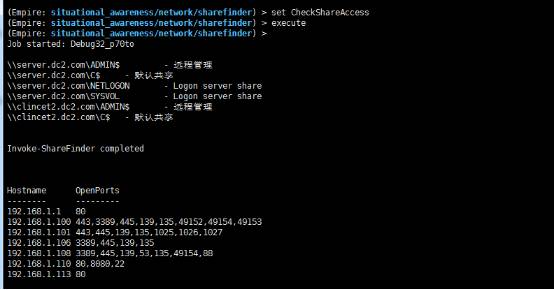 (Empire: situational_awareness/network/sharefinder) > set CheckShareAccess
(Empire: situational_awareness/network/sharefinder) > execute
(Empire: situational_awareness/network/sharefinder) >
Job started: Debug32_p70to
\\server.dc2.com\ADMIN$ - 远程管理
\\server.dc2.com\C$ - 默认共享
\\server.dc2.com\NETLOGON - Logon server share
\\server.dc2.com\SYSVOL - Logon server share
\\clincet2.dc2.com\ADMIN$ - 远程管理
\\clincet2.dc2.com\C$ - 默认共享
Invoke-ShareFinder completed
Hostname OpenPorts
-------- ---------
192.168.1.1 80
192.168.1.100 443,3389,445,139,135,49152,49154,49153
192.168.1.101 443,445,139,135,1025,1026,1027
192.168.1.106 3389,445,139,135
192.168.1.108 3389,445,139,53,135,49154,88
192.168.1.110 80,8080,22
192.168.1.113 80